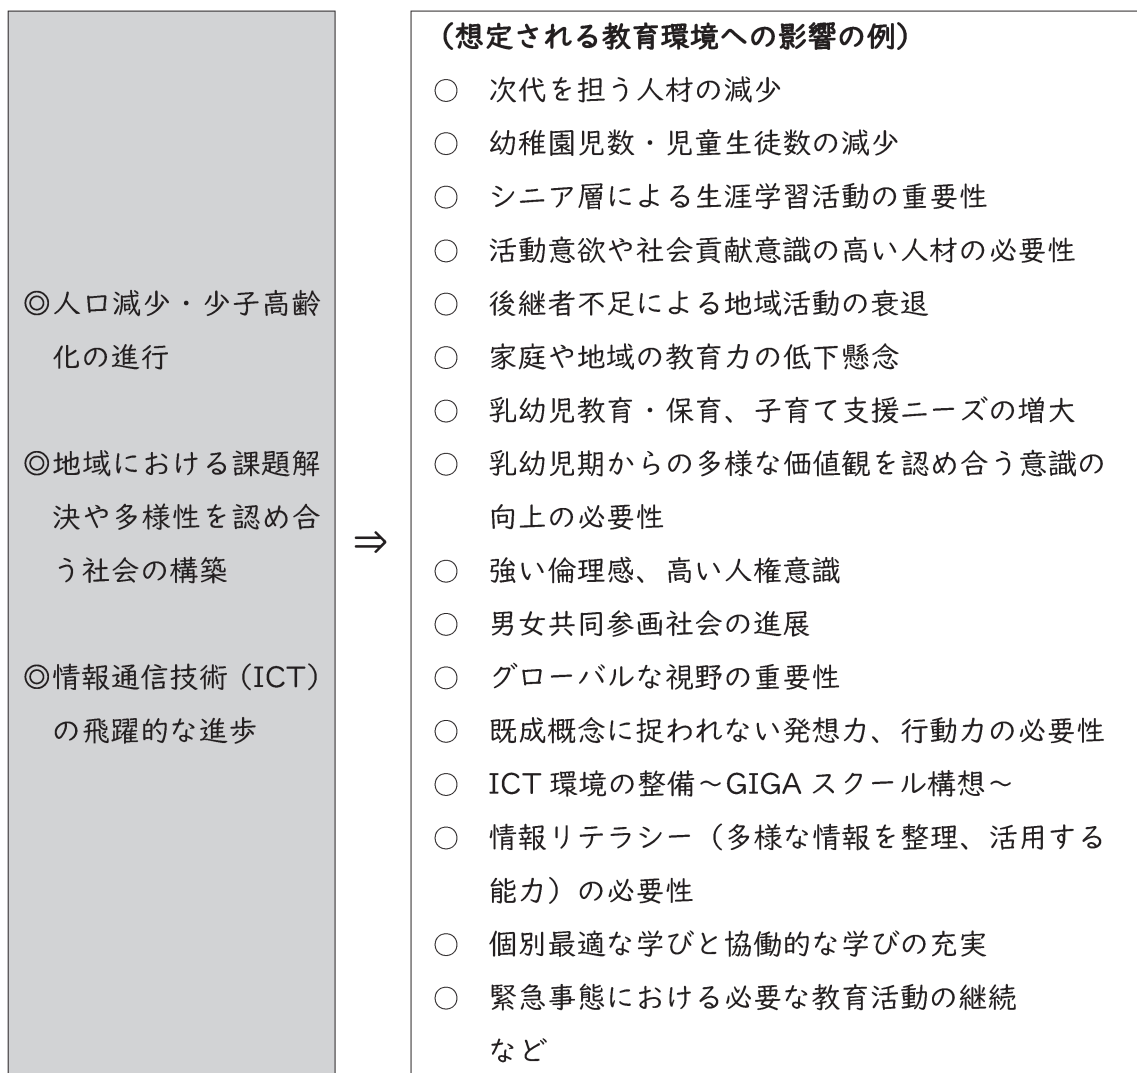 ◎人口減少・少子高齢
化の進行
◎地域における課題解
決や多様性を認め合
う社会の構築
◎情報通信技術（ICT）
の飛躍的な進歩
⇒
（想定される教育環境への影響の例）
○　次代を担う人材の減少
○　幼稚園児数・児童生徒数の減少
○　シニア層による生涯学習活動の重要性
○　活動意欲や社会貢献意識の高い人材の必要性
○　後継者不足による地域活動の衰退
○　家庭や地域の教育力の低下懸念
○　乳幼児教育・保育、子育て支援ニーズの増大
○　乳幼児期からの多様な価値観を認め合う意識の
向上の必要性
○　強い倫理感、高い人権意識
○　男女共同参画社会の進展
○　グローバルな視野の重要性
○　既成概念に捉われない発想力、行動力の必要性
○　ICT 環境の整備～GIGA スクール構想～
○　情報リテラシー（多様な情報を整理、活用する
能力）の必要性
○　個別最適な学びと協働的な学びの充実
○　緊急事態における必要な教育活動の継続
など